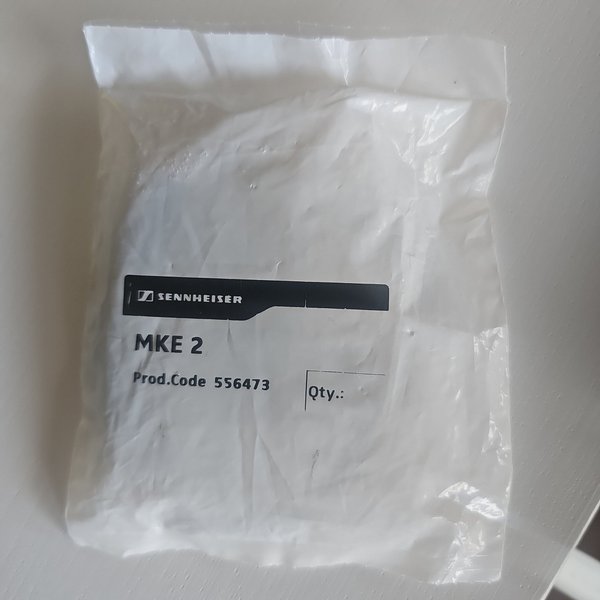 SENNHEISER
MKE 2
Prod.Code 556473
Qty.: